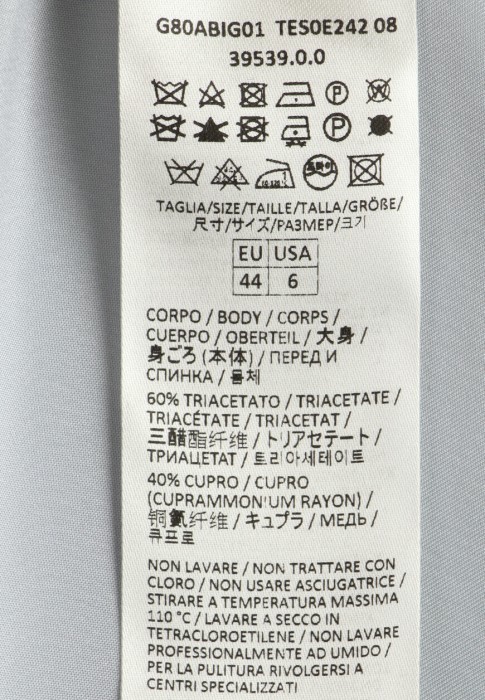 G80ABIG01 TES0E242 08
39539.0.0
TAGLIA/SIZE/TAILLE/TALLA/GRÖßE/
尺寸/サイズ/РАЗМЕР/크기
EU USA
44 6
CORPO / BODY / CORPS /
CUERPO / OBERTEIL / 大身 /
身ごろ (本体) / ПЕРЕД И
СПИНКА / 몸체
60% TRIACETATO / TRIACETATE /
TRIACÉTATE / TRIACETAT /
三醋酯纤维 / トリアセテート /
ТРИАЦЕТАТ / 트리아세테이트
40% CUPRO / CUPRO
(CUPRAMMON'UM RAYON) /
铜氨纤维 / キュプラ / МЕДЬ /
큐프로
NON LAVARE / NON TRATTARE CON
CLORO / NON USARE ASCIUGATRICE /
STIRARE A TEMPERATURA MASSIMA
110 °C / LAVARE A SECCO IN
TETRACLOROETILENE / NON LAVARE
PROFESSIONALMENTE AD UMIDO /
PER LA PULITURA RIVOLGERSI A
CENTRI SPECIALIZZATI